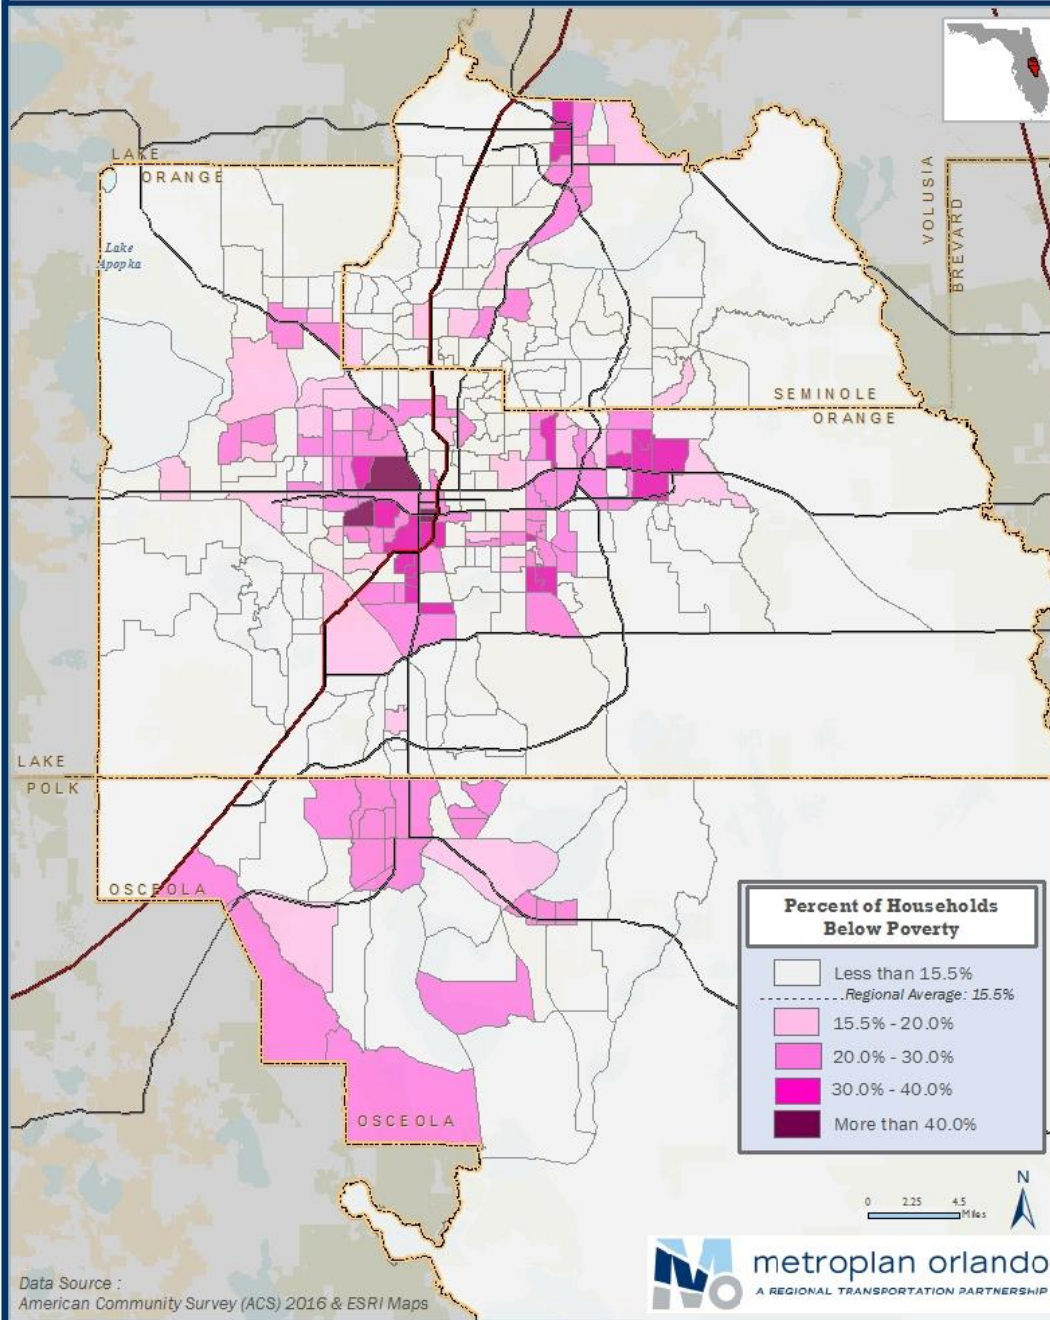 LAKE
ORANGE
Lake
Apopka
VOLUSIA
BREVARD
SEMINOLE
ORANGE
LAKE
POLK
OSCEOLA
Percent of Households
Below Poverty
Less than 15.5%
Regional Average: 15.5%
15.5% - 20.0%
20.0% - 30.0%
30.0% - 40.0%
More than 40.0%
OSCEOLA
N
0 2.25 4.5
Miles
metroplan orlando
A REGIONAL TRANSPORTATION PARTNERSHIP
Data Source :
American Community Survey (ACS) 2016 & ESRI Maps